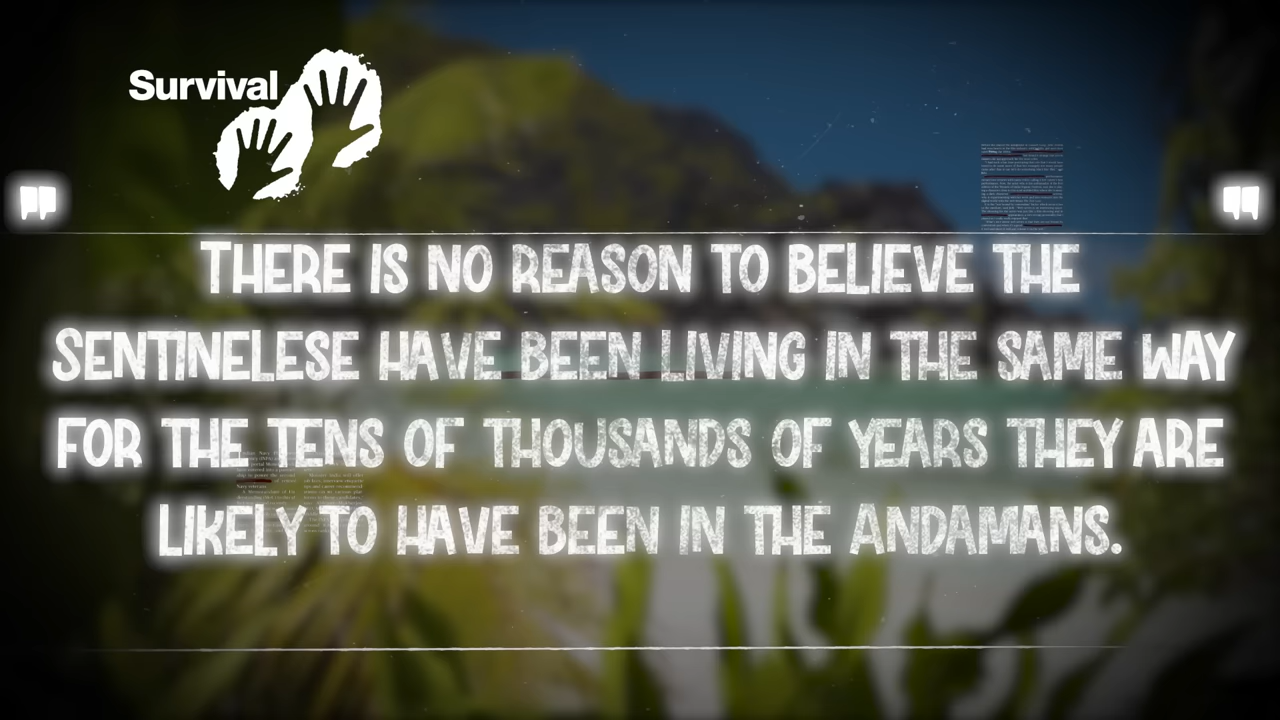 Survival
"
"
THERE IS NO REASON TO BELIEVE THE
SENTINELESE HAVE BEEN LIVING IN THE SAME WAY
FOR THE TENS OF THOUSANDS OF YEARS THEY ARE
LIKELY TO HAVE BEEN IN THE ANDAMANS.